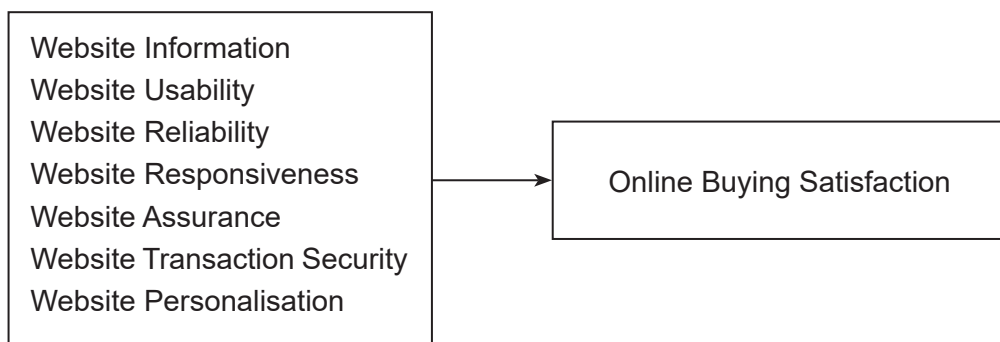 Website Information
Website Usability
Website Reliability
Website Responsiveness
Website Assurance
Website Transaction Security
Website Personalisation
Online Buying Satisfaction